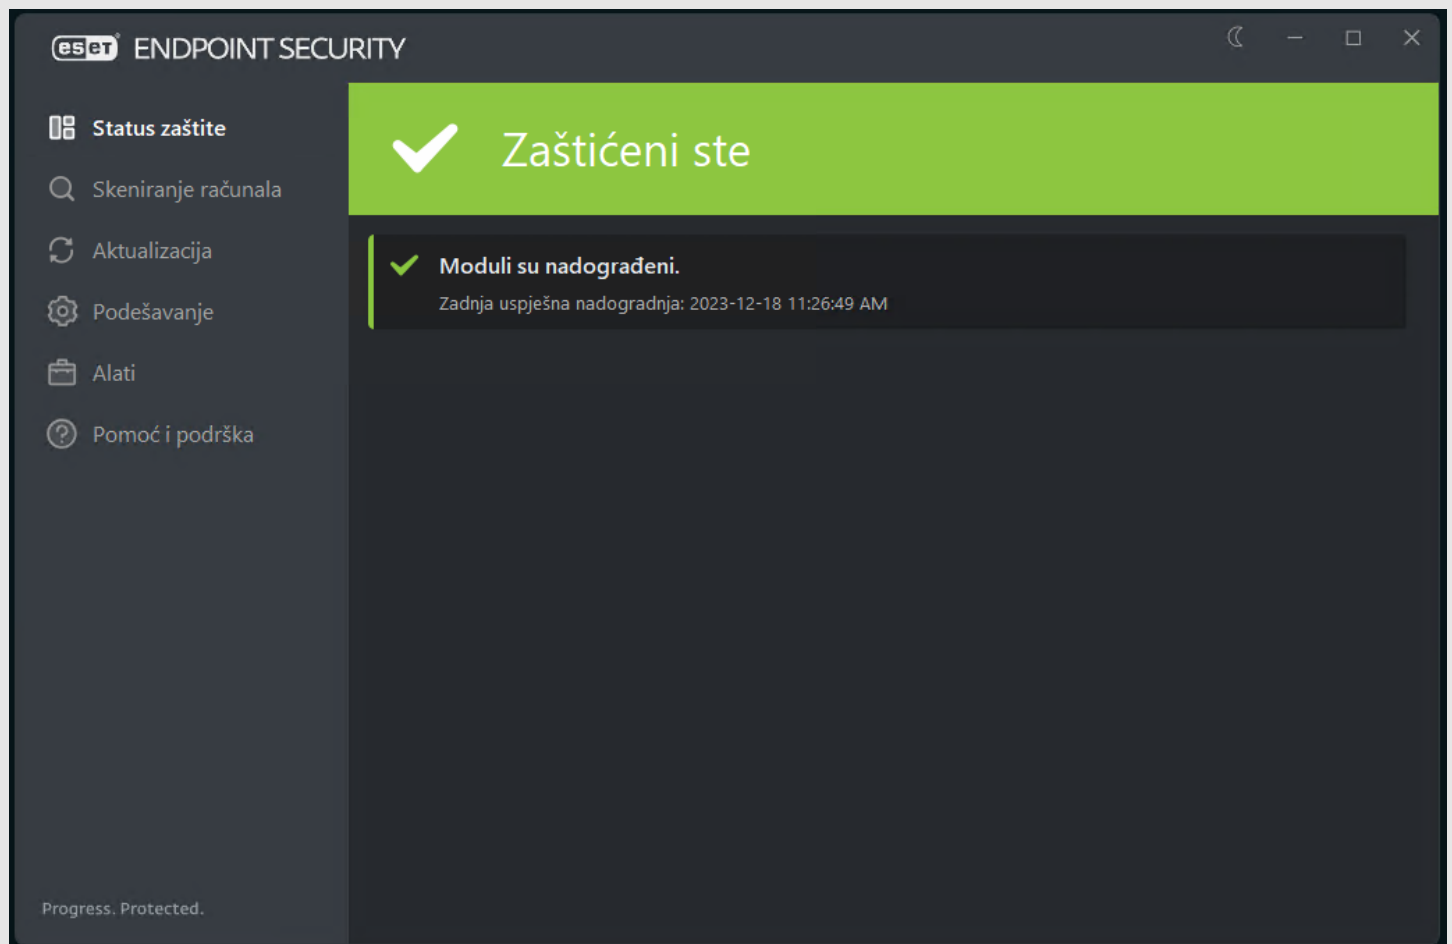 eset ENDPOINT SECURITY
Status zaštite
Skeniranje računala
Aktualizacija
Podešavanje
Alati
Pomoć i podrška
Progress. Protected.
Zaštićeni ste
Moduli su nadograđeni.
Zadnja uspješna nadogradnja: 2023-12-18 11:26:49 AM